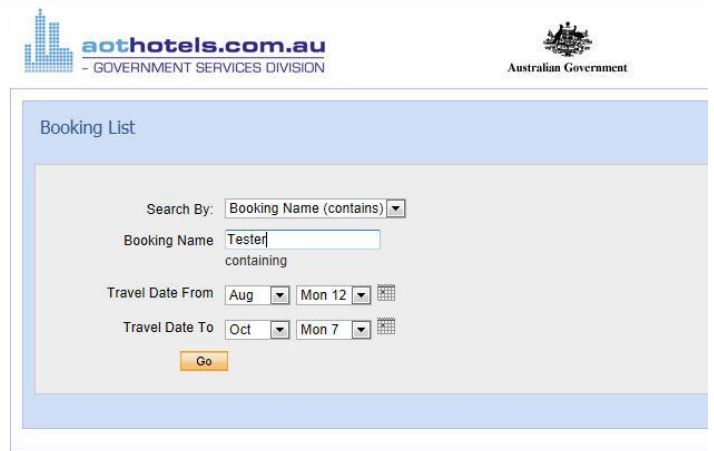 aothotels.com.au
- GOVERNMENT SERVICES DIVISION
Australian Government
Booking List
Search By: Booking Name (contains)
Booking Name Tester
containing
Travel Date From Aug Mon 12
Travel Date To Oct Mon 7
Go